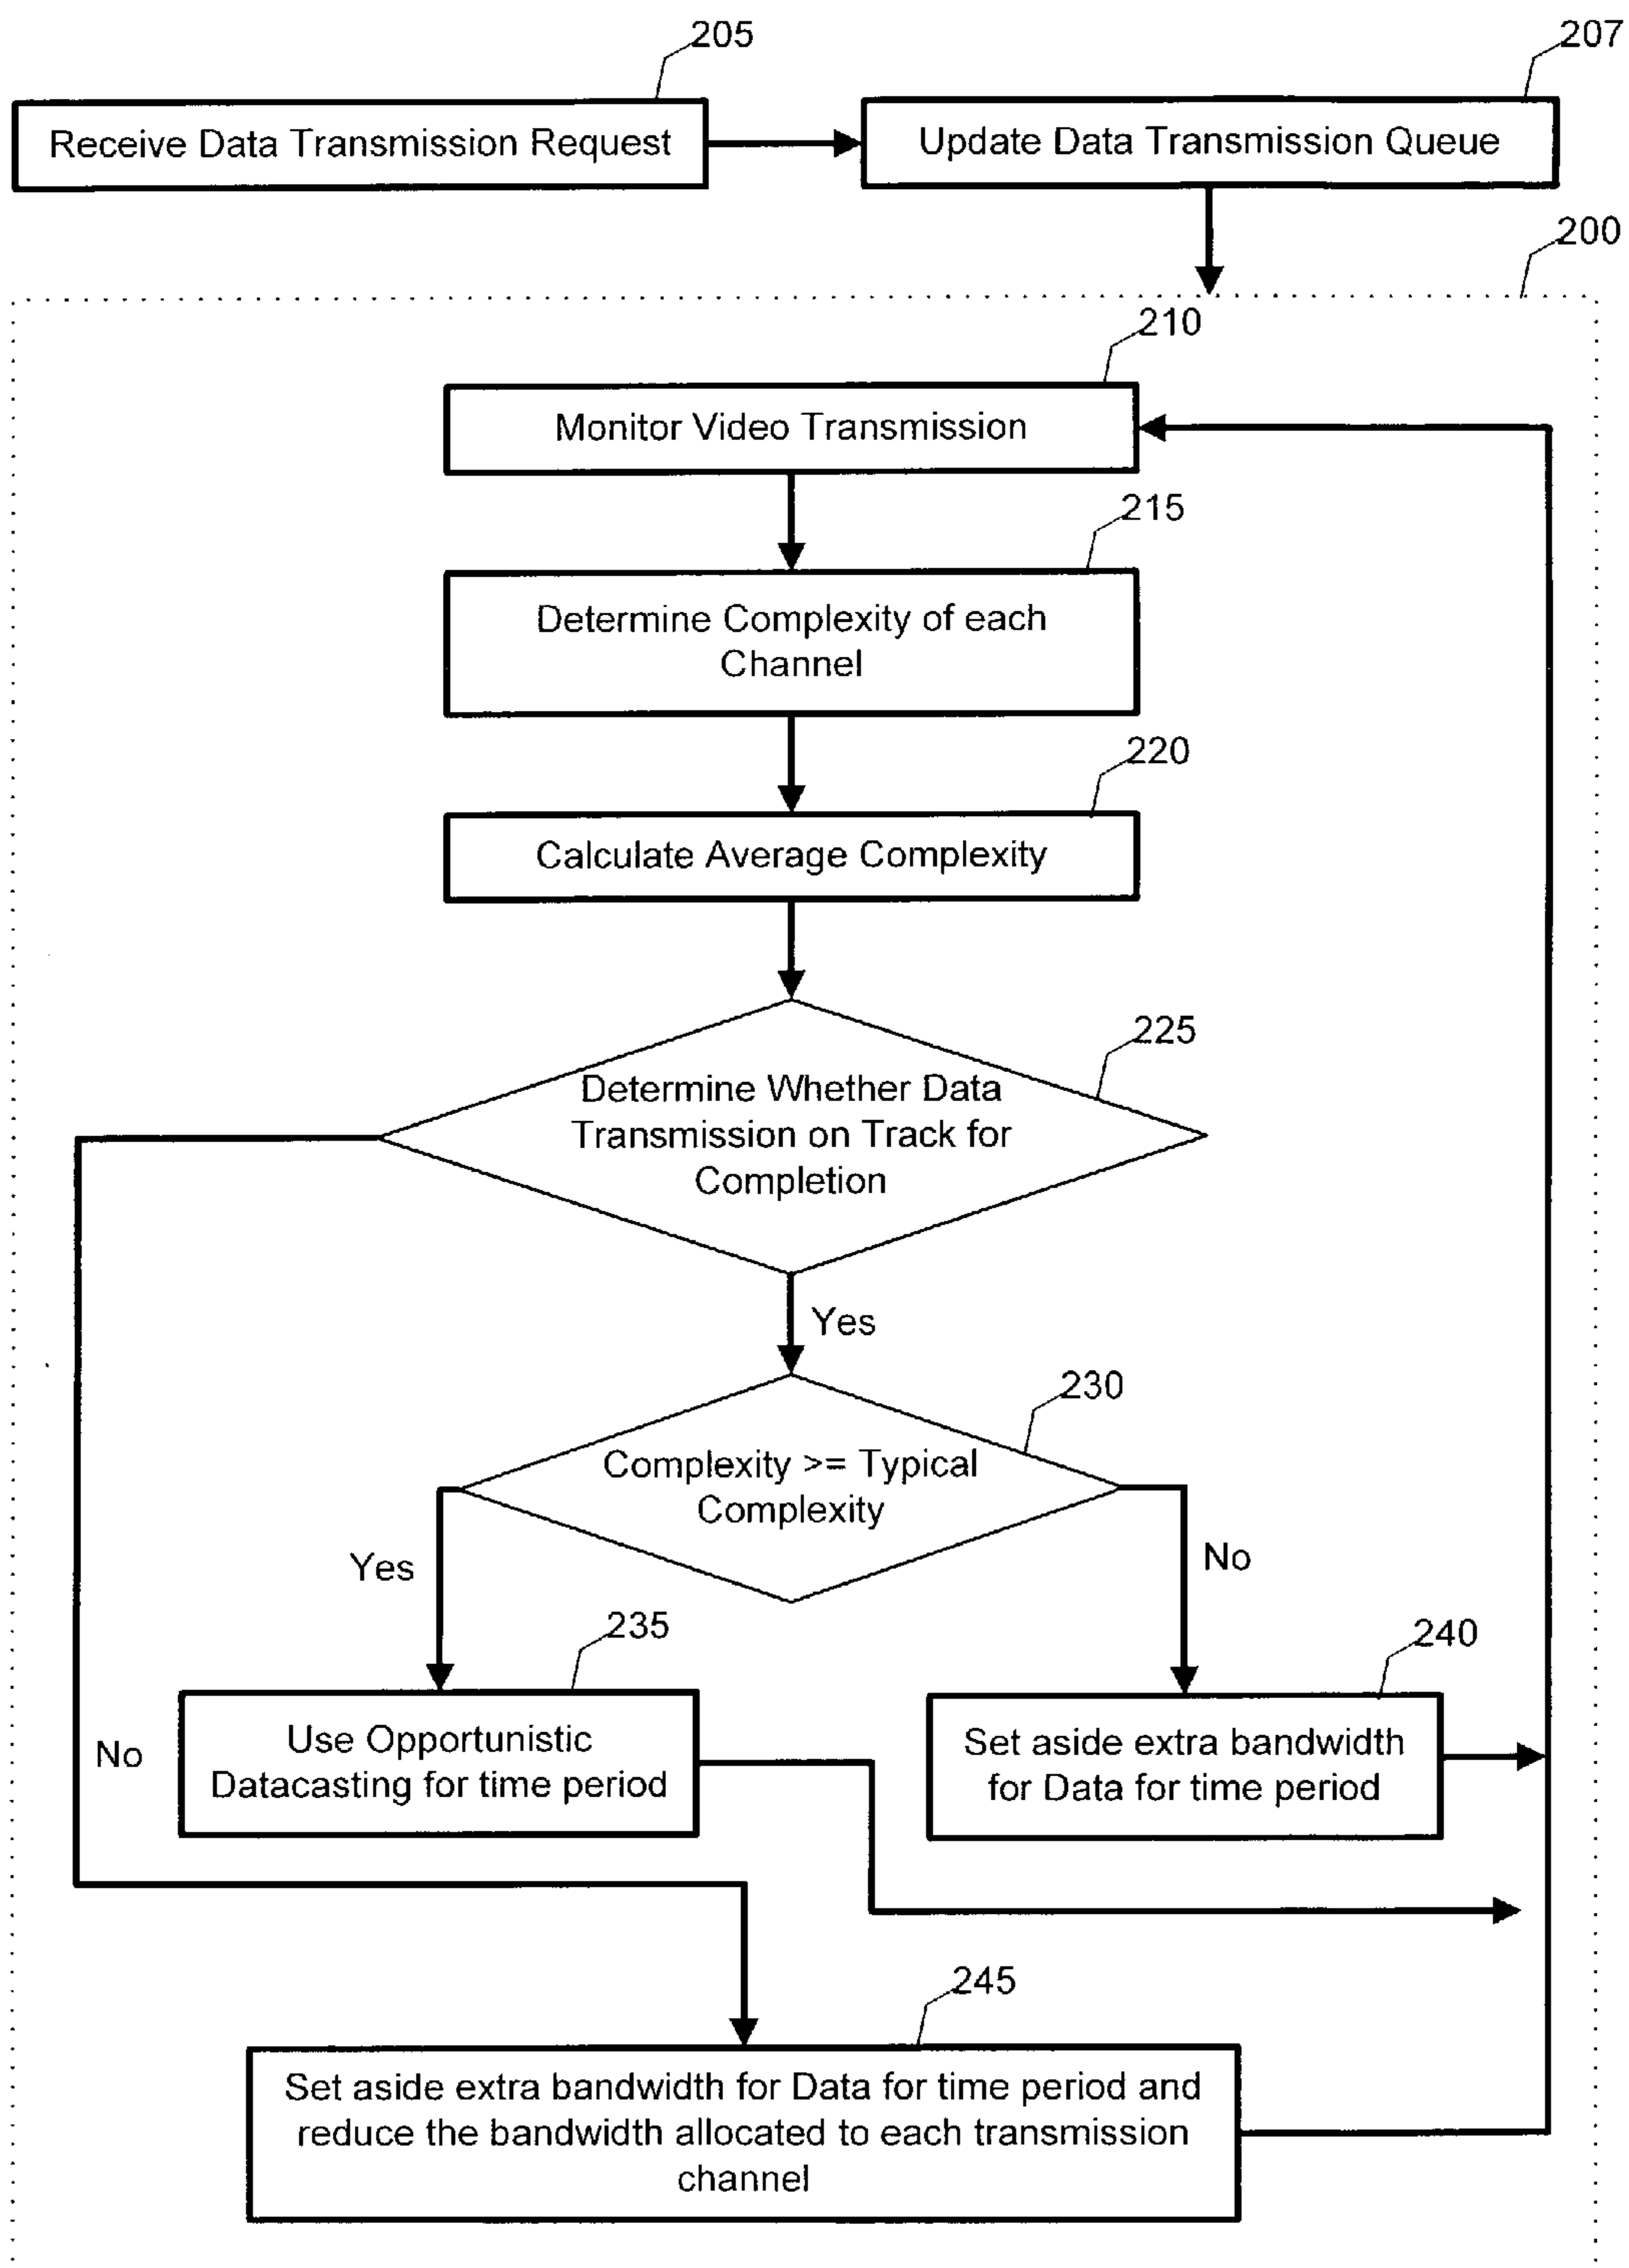 205
207
Receive Data Transmission Request
Update Data Transmission Queue
200
210
Monitor Video Transmission
215
Determine Complexity of each
Channel
220
Calculate Average Complexity
225
Determine Whether Data
Transmission on Track for
Completion
Yes
230
Complexity >= Typical
Complexity
Yes
No
235
240
Use Opportunistic
Datacasting for time period
Set aside extra bandwidth
for Data for time period
No
245
Set aside extra bandwidth for Data for time period and
reduce the bandwidth allocated to each transmission
channel